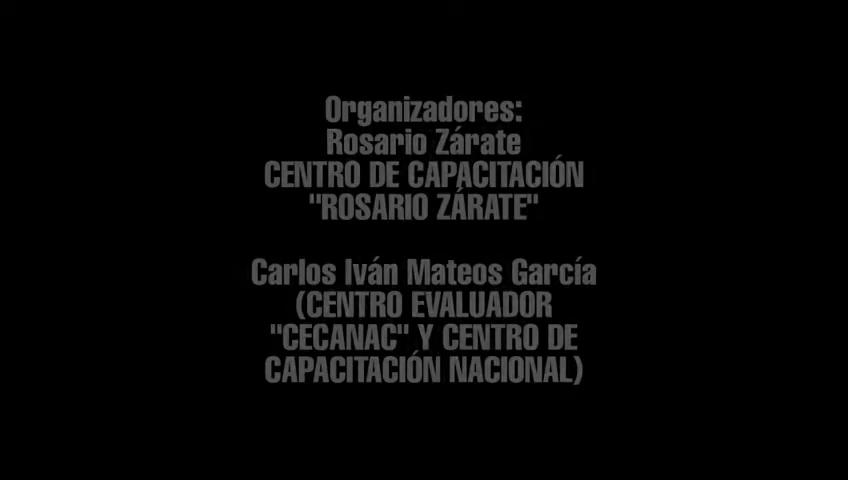 Organizadores:
Rosario Zárate
CENTRO DE CAPACITACIÓN
"ROSARIO ZÁRATE"
Carlos Iván Mateos García
(CENTRO EVALUADOR
"CECANAC" Y CENTRO DE
CAPACITACIÓN NACIONAL)